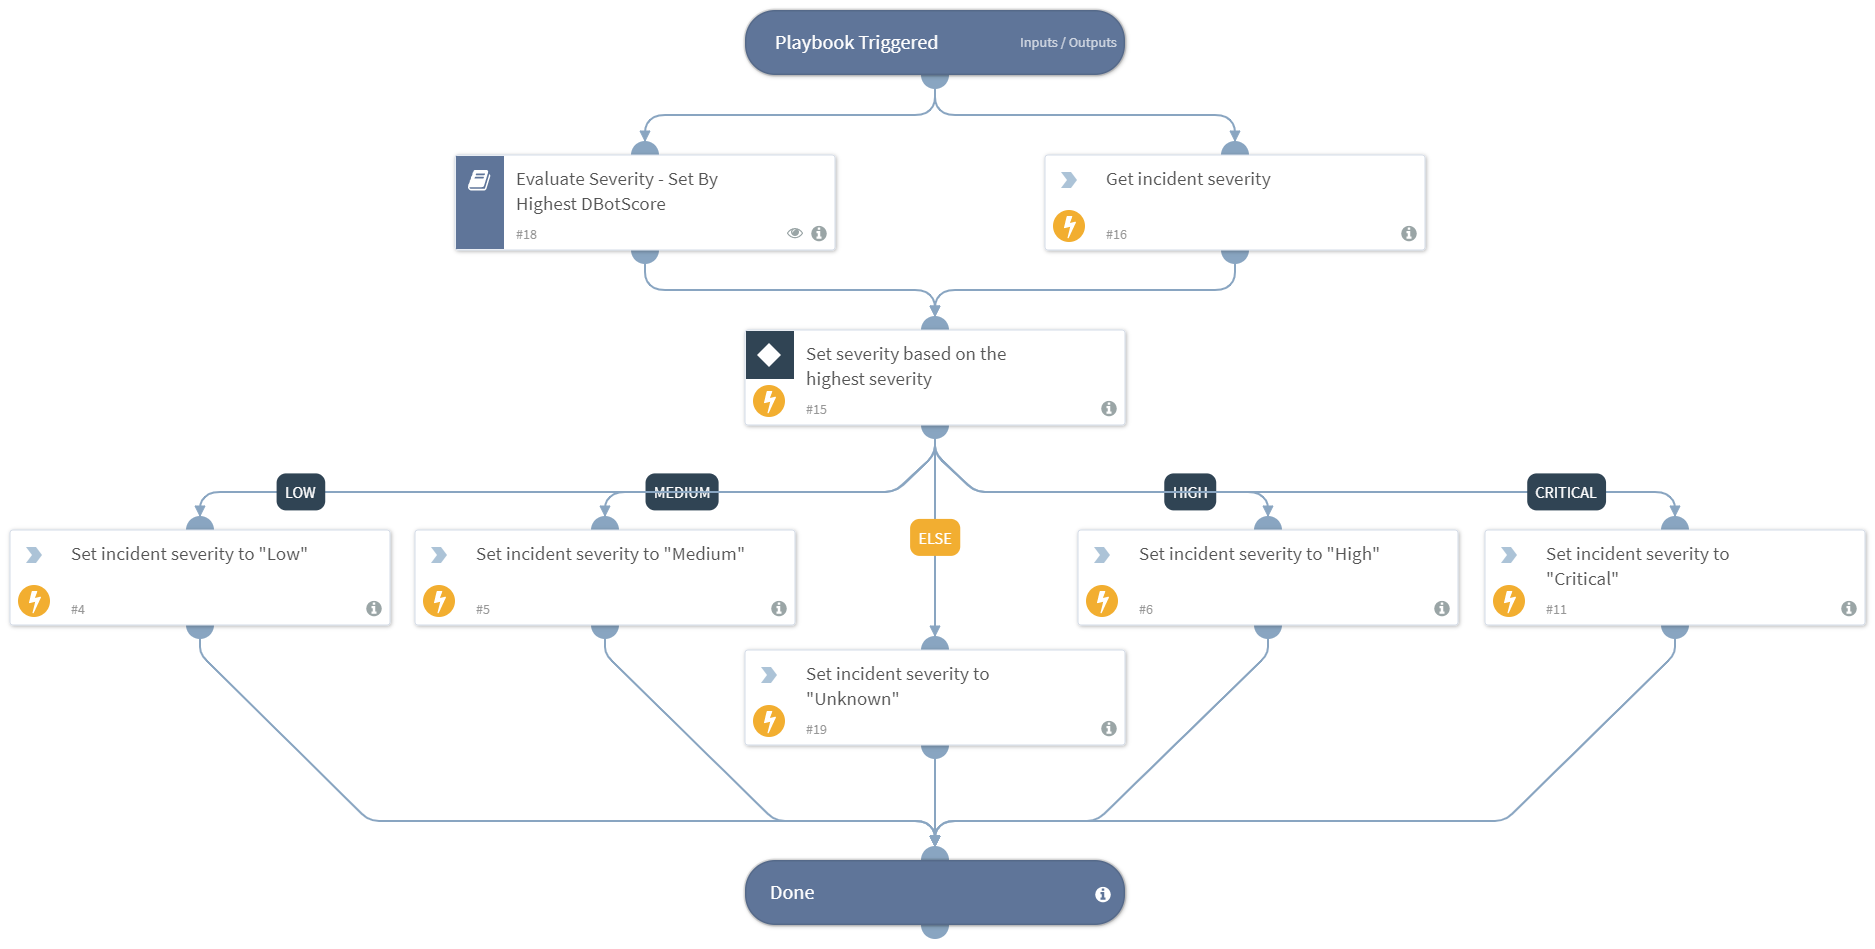 Playbook Triggered
Inputs / Outputs
Evaluate Severity - Set By
Highest DBotScore
#18
Get incident severity
#16
Set severity based on the
highest severity
#15
LOW
MEDIUM
HIGH
CRITICAL
ELSE
Set incident severity to "Low"
#4
Set incident severity to "Medium"
#5
Set incident severity to "High"
#6
Set incident severity to
"Critical"
#11
Set incident severity to
"Unknown"
#19
Done